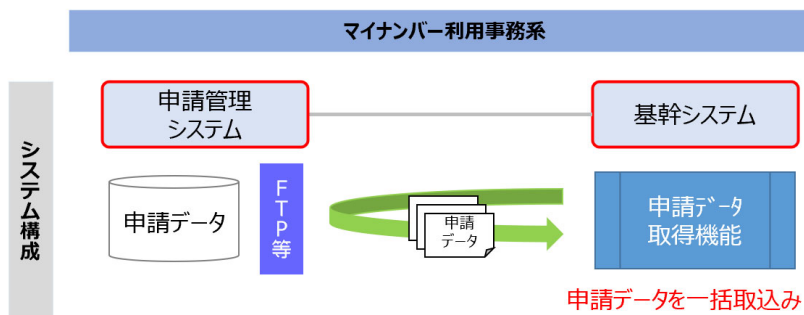 マイナンバー利用事務系
システム構成
申請管理
システム
基幹システム
申請データ
FTP等
申請
データ
申請ﾃﾞｰﾀ
取得機能
申請データを一括取込み